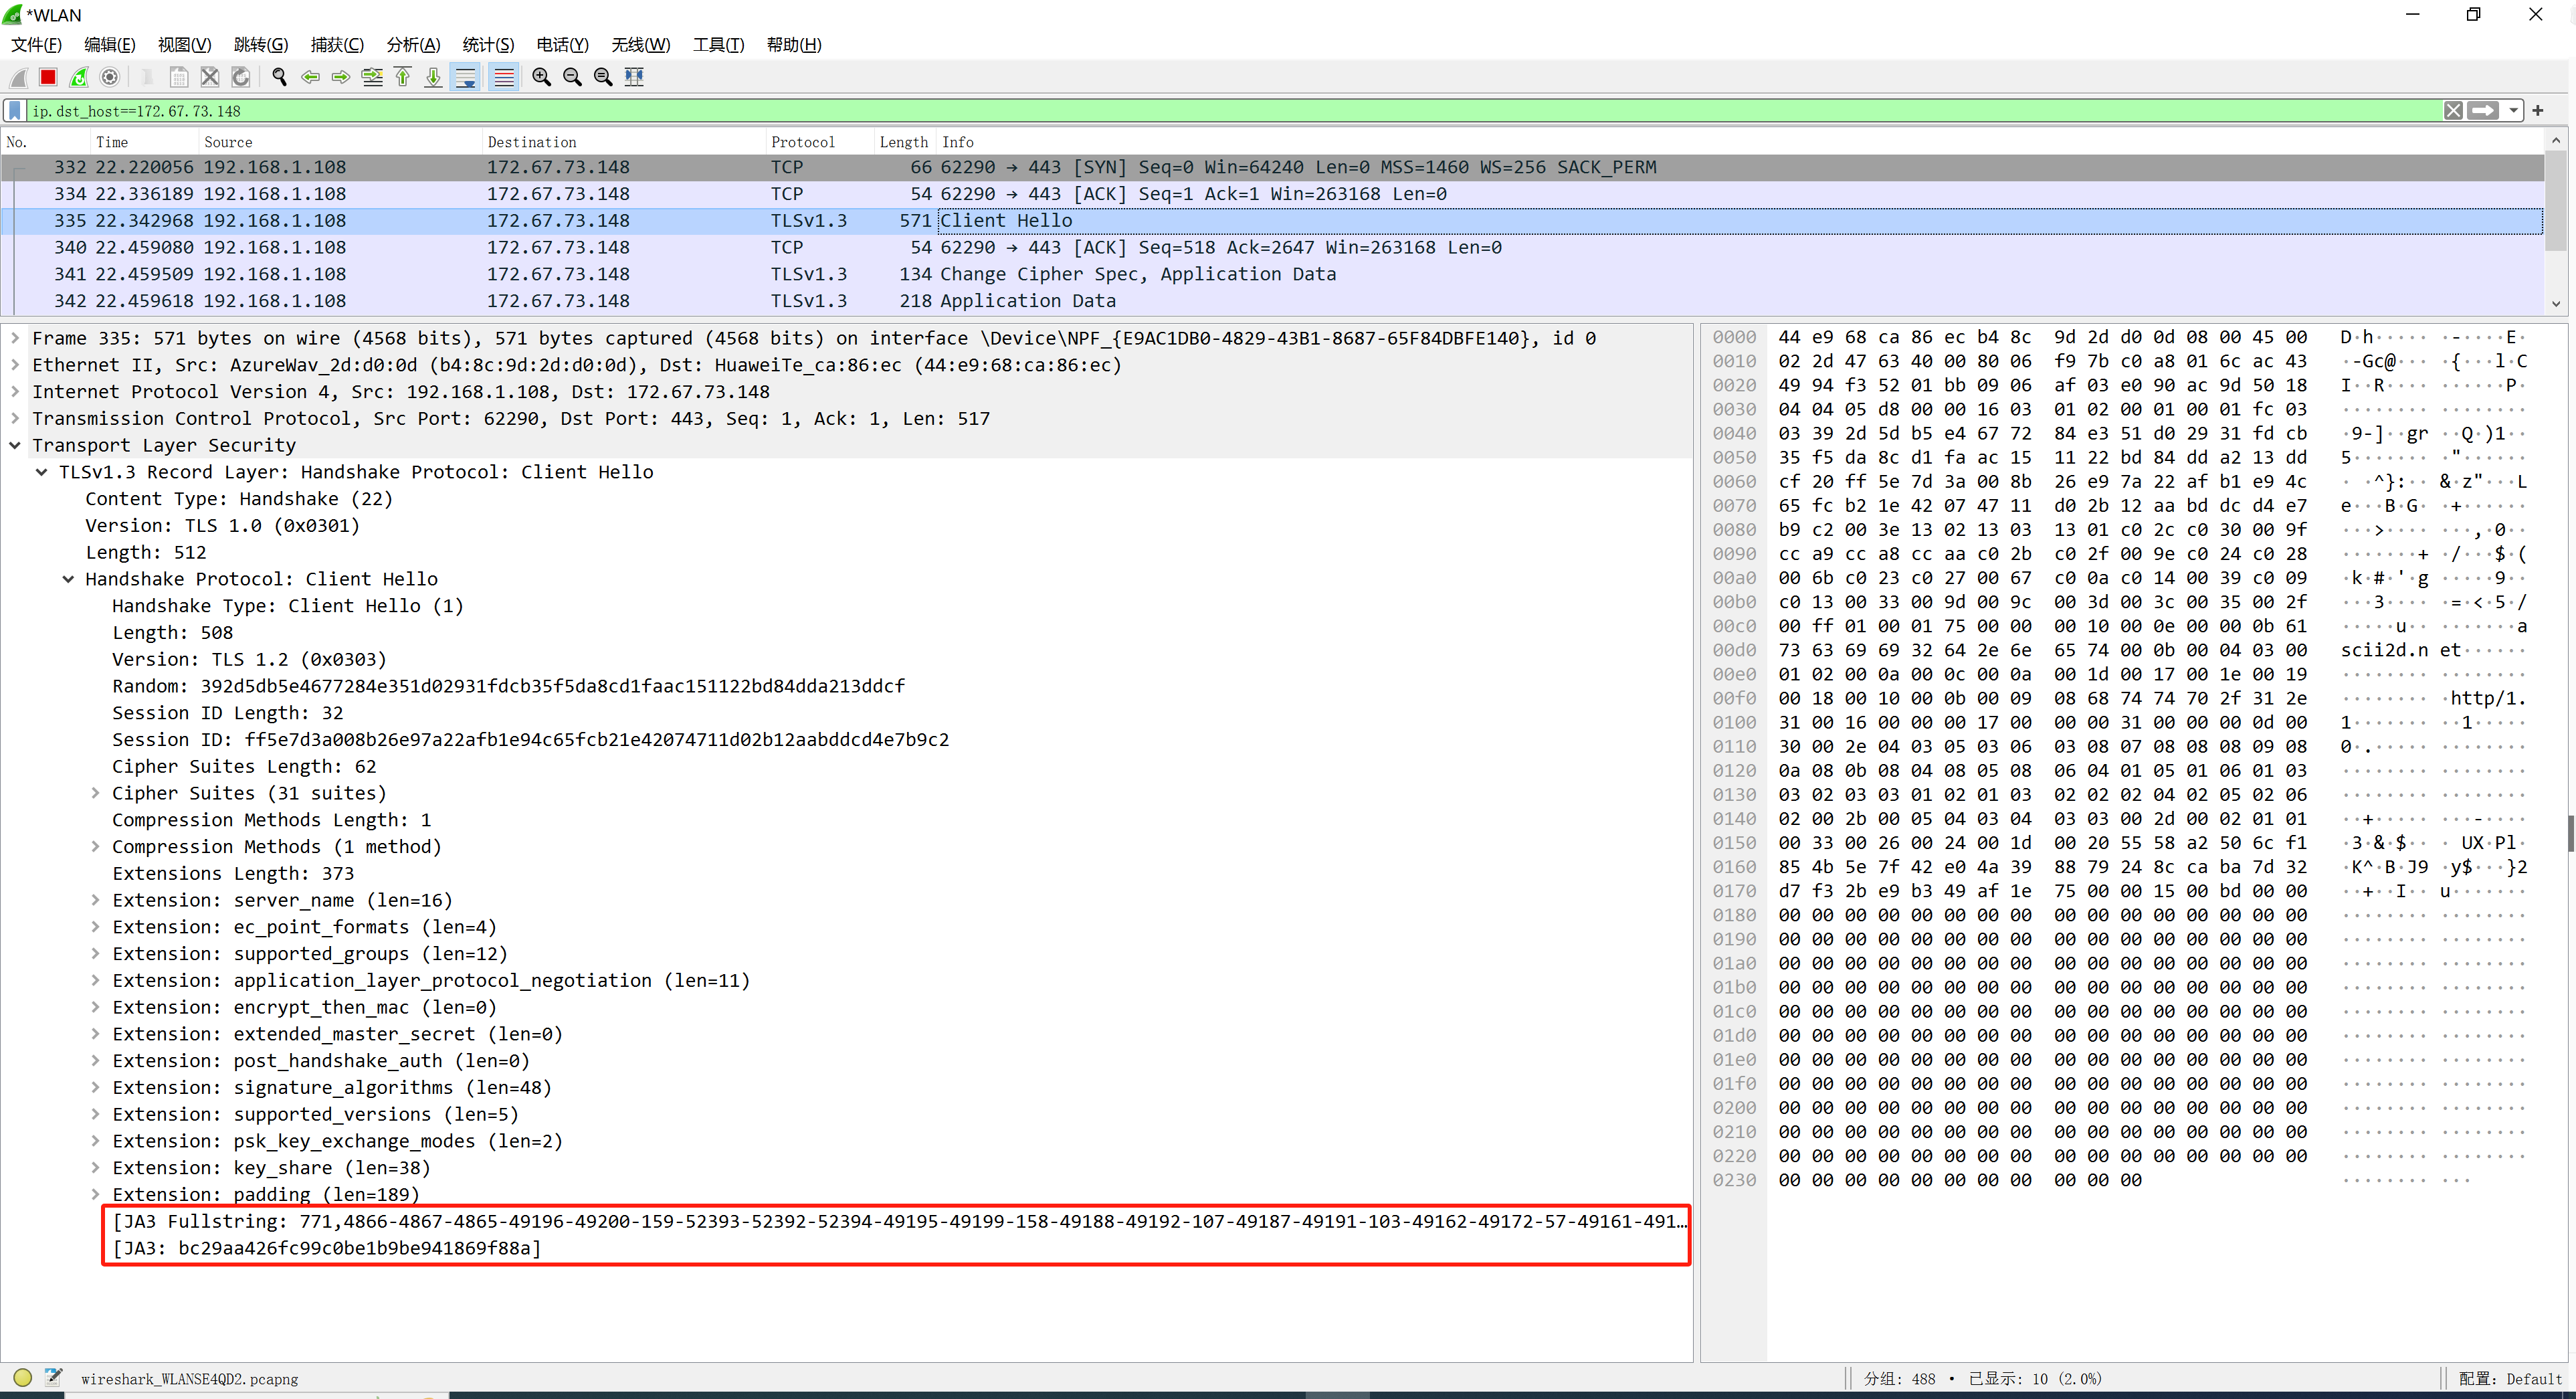 *WLAN
文件(F) 编辑(E) 视图(V) 跳转(G) 捕获(C) 分析(A) 统计(S) 电话(Y) 无线(W) 工具(T) 帮助(H)
ip.dst_host==172.67.73.148
No. Time Source Destination Protocol Length Info
332 22.220056 192.168.1.108 172.67.73.148 TCP 66 62290 → 443 [SYN] Seq=0 Win=64240 Len=0 MSS=1460 WS=256 SACK_PERM
334 22.336189 192.168.1.108 172.67.73.148 TCP 54 62290 → 443 [ACK] Seq=1 Ack=1 Win=263168 Len=0
335 22.342968 192.168.1.108 172.67.73.148 TLSv1.3 571 Client Hello
340 22.459080 192.168.1.108 172.67.73.148 TCP 54 62290 → 443 [ACK] Seq=518 Ack=2647 Win=263168 Len=0
341 22.459509 192.168.1.108 172.67.73.148 TLSv1.3 134 Change Cipher Spec, Application Data
342 22.459618 192.168.1.108 172.67.73.148 TLSv1.3 218 Application Data
Frame 335: 571 bytes on wire (4568 bits), 571 bytes captured (4568 bits) on interface \Device\NPF_{E9AC1DB0-4829-43B1-8687-65F84DBFE140}, id 0
Ethernet II, Src: AzureWav_2d:d0:0d (b4:8c:9d:2d:d0:0d), Dst: HuaweiTe_ca:86:ec (44:e9:68:ca:86:ec)
Internet Protocol Version 4, Src: 192.168.1.108, Dst: 172.67.73.148
Transmission Control Protocol, Src Port: 62290, Dst Port: 443, Seq: 1, Ack: 1, Len: 517
Transport Layer Security
TLSv1.3 Record Layer: Handshake Protocol: Client Hello
Content Type: Handshake (22)
Version: TLS 1.0 (0x0301)
Length: 512
Handshake Protocol: Client Hello
Handshake Type: Client Hello (1)
Length: 508
Version: TLS 1.2 (0x0303)
Random: 392d5db5e4677284e351d02931fdcb35f5da8cd1faac151122bd84dda213ddcf
Session ID Length: 32
Session ID: ff5e7d3a008b26e97a22afb1e94c65fcb21e42074711d02b12aabddcd4e7b9c2
Cipher Suites Length: 62
Cipher Suites (31 suites)
Compression Methods Length: 1
Compression Methods (1 method)
Extensions Length: 373
Extension: server_name (len=16)
Extension: ec_point_formats (len=4)
Extension: supported_groups (len=12)
Extension: application_layer_protocol_negotiation (len=11)
Extension: encrypt_then_mac (len=0)
Extension: extended_master_secret (len=0)
Extension: post_handshake_auth (len=0)
Extension: signature_algorithms (len=48)
Extension: supported_versions (len=5)
Extension: psk_key_exchange_modes (len=2)
Extension: key_share (len=38)
Extension: padding (len=189)
[JA3 Fullstring: 771,4866-4867-4865-49196-49200-159-52393-52392-52394-49195-49199-158-49188-49192-107-49187-49191-103-49162-49172-57-49161-491…
[JA3: bc29aa426fc99c0be1b9be941869f88a]
0000 44 e9 68 ca 86 ec b4 8c 9d 2d d0 0d 08 00 45 00 D·h····· ·-····E·
0010 02 2d 47 63 40 00 80 06 f9 7b c0 a8 01 6c ac 43 ·-Gc@··· ·{···l·C
0020 49 94 f3 52 01 bb 09 06 af 03 e0 90 ac 9d 50 18 I··R···· ······P·
0030 04 04 05 d8 00 00 16 03 01 02 00 01 00 01 fc 03 ········ ········
0040 03 39 2d 5d b5 e4 67 72 84 e3 51 d0 29 31 fd cb ·9-]··gr ··Q·)1··
0050 35 f5 da 8c d1 fa ac 15 11 22 bd 84 dd a2 13 dd 5······· ·"······
0060 cf 20 ff 5e 7d 3a 00 8b 26 e9 7a 22 af b1 e9 4c · ·^}:·· &·z"···L
0070 65 fc b2 1e 42 07 47 11 d0 2b 12 aa bd dc d4 e7 e···B·G· ·+······
0080 b9 c2 00 3e 13 02 13 03 13 01 c0 2c c0 30 00 9f ···>···· ···,·0··
0090 cc a9 cc a8 cc aa c0 2b c0 2f 00 9e c0 24 c0 28 ·······+ ·/···$·(
00a0 00 6b c0 23 c0 27 00 67 c0 0a c0 14 00 39 c0 09 ·k·#·'·g ·····9··
00b0 c0 13 00 33 00 9d 00 9c 00 3d 00 3c 00 35 00 2f ···3···· ·=·<·5·/
00c0 00 ff 01 00 01 75 00 00 00 10 00 0e 00 00 0b 61 ·····u·· ·······a
00d0 73 63 69 69 32 64 2e 6e 65 74 00 0b 00 04 03 00 scii2d.n et······
00e0 01 02 00 0a 00 0c 00 0a 00 1d 00 17 00 1e 00 19 ········ ········
00f0 00 18 00 10 00 0b 00 09 08 68 74 74 70 2f 31 2e ········ ·http/1.
0100 31 00 16 00 00 00 17 00 00 00 31 00 00 00 0d 00 1······· ··1·····
0110 30 00 2e 04 03 05 03 06 03 08 07 08 08 08 09 08 0·.····· ········
0120 0a 08 0b 08 04 08 05 08 06 04 01 05 01 06 01 03 ········ ········
0130 03 02 03 03 01 02 01 03 02 02 02 04 02 05 02 06 ········ ········
0140 02 00 2b 00 05 04 03 04 03 03 00 2d 00 02 01 01 ··+····· ···-····
0150 00 33 00 26 00 24 00 1d 00 20 55 58 a2 50 6c f1 ·3·&·$·· · UX·Pl·
0160 85 4b 5e 7f 42 e0 4a 39 88 79 24 8c ca ba 7d 32 ·K^·B·J9 ·y$···}2
0170 d7 f3 2b e9 b3 49 af 1e 75 00 00 15 00 bd 00 00 ··+··I·· u·······
0180 00 00 00 00 00 00 00 00 00 00 00 00 00 00 00 00 ········ ········
0190 00 00 00 00 00 00 00 00 00 00 00 00 00 00 00 00 ········ ········
01a0 00 00 00 00 00 00 00 00 00 00 00 00 00 00 00 00 ········ ········
01b0 00 00 00 00 00 00 00 00 00 00 00 00 00 00 00 00 ········ ········
01c0 00 00 00 00 00 00 00 00 00 00 00 00 00 00 00 00 ········ ········
01d0 00 00 00 00 00 00 00 00 00 00 00 00 00 00 00 00 ········ ········
01e0 00 00 00 00 00 00 00 00 00 00 00 00 00 00 00 00 ········ ········
01f0 00 00 00 00 00 00 00 00 00 00 00 00 00 00 00 00 ········ ········
0200 00 00 00 00 00 00 00 00 00 00 00 00 00 00 00 00 ········ ········
0210 00 00 00 00 00 00 00 00 00 00 00 00 00 00 00 00 ········ ········
0220 00 00 00 00 00 00 00 00 00 00 00 00 00 00 00 00 ········ ········
0230 00 00 00 00 00 00 00 00 00 00 00 ········ ···
wireshark_WLANSE4QD2.pcapng 分组: 488 · 已显示: 10 (2.0%) 配置: Default